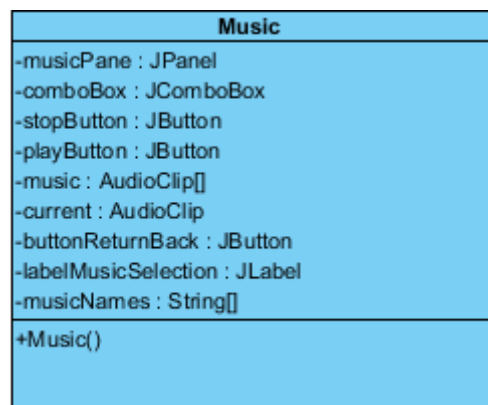 Music
-musicPane : JPanel
-comboBox : JComboBox
-stopButton : JButton
-playButton : JButton
-music : AudioClip[]
-current : AudioClip
-buttonReturnBack : JButton
-labelMusicSelection : JLabel
-musicNames : String[]
+Music()